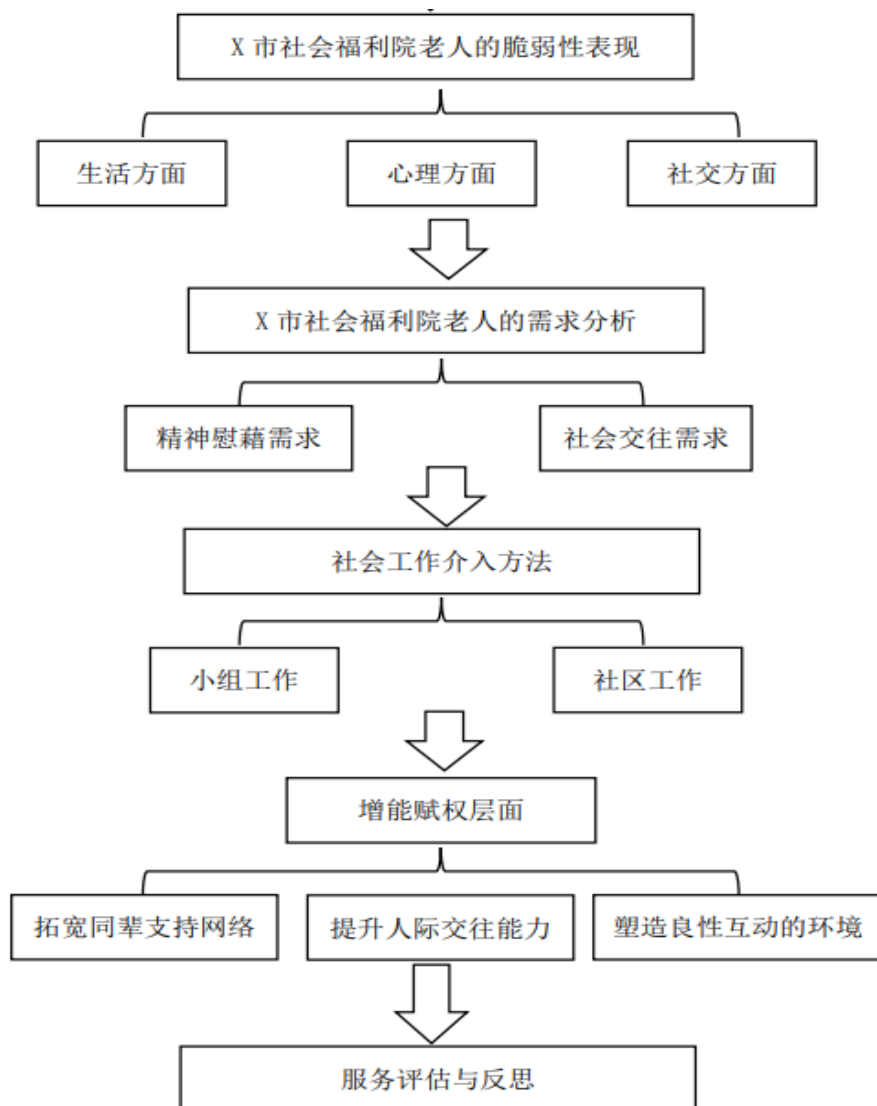 X 市社会福利院老人的脆弱性表现
生活方面
心理方面
社交方面
X 市社会福利院老人的需求分析
精神慰藉需求
社会交往需求
社会工作介入方法
小组工作
社区工作
增能赋权层面
拓宽同辈支持网络
提升人际交往能力
塑造良性互动的环境
服务评估与反思